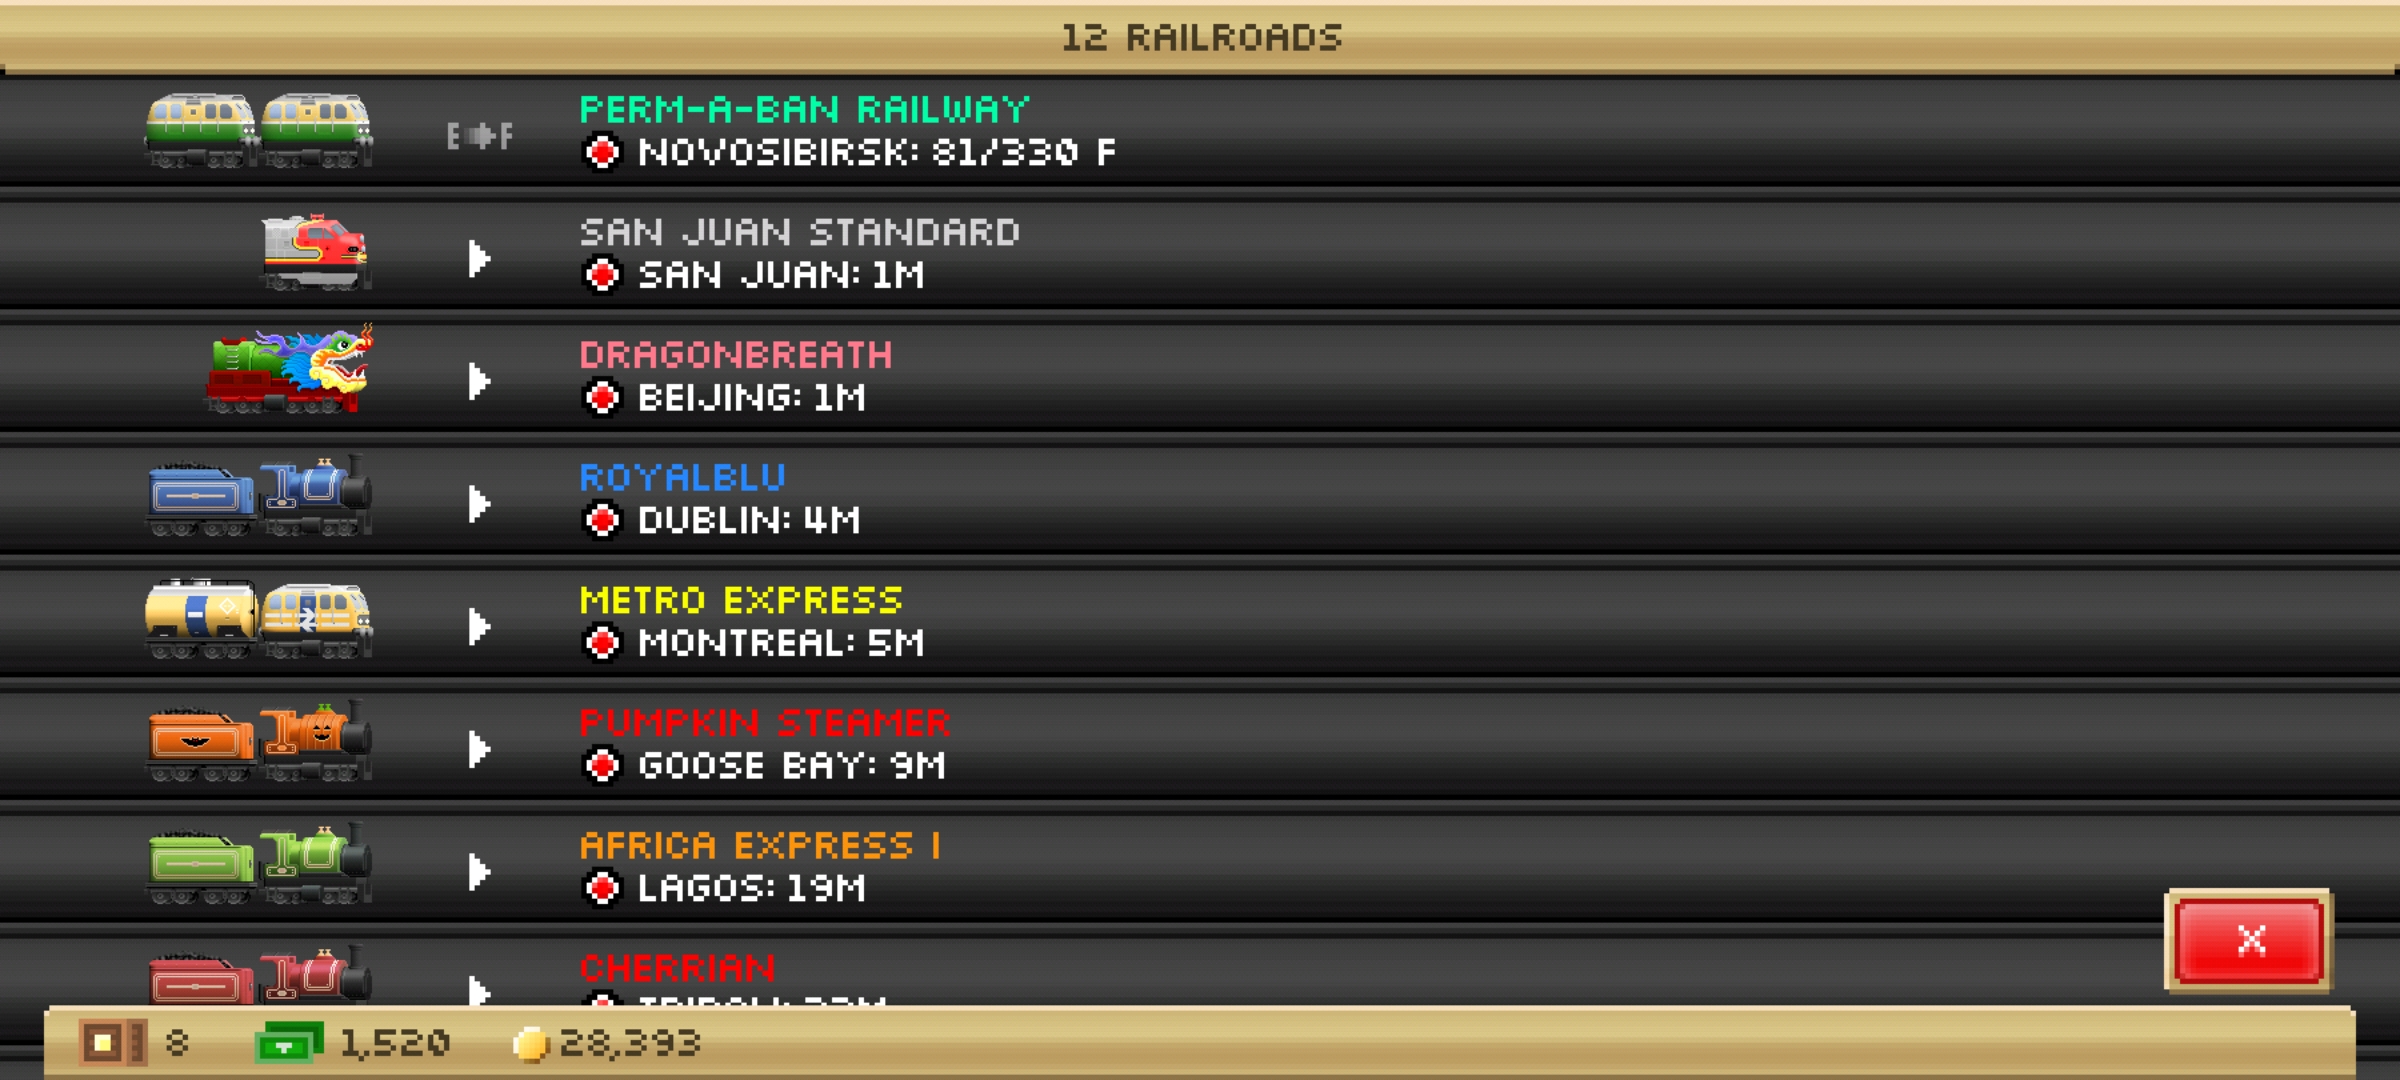 12 RAILROADS
PERM-A-BAN RAILWAY
E F
NOVOSIBIRSK: 81/330 F
SAN JUAN STANDARD
SAN JUAN: 1M
DRAGONBREATH
BEIJING: 1M
ROYALBLU
DUBLIN: 4M
METRO EXPRESS
MONTREAL: 5M
PUMPKIN STEAMER
GOOSE BAY: 9M
AFRICA EXPRESS I
LAGOS: 19M
CHERRIAN
X
8 1,520 28,393